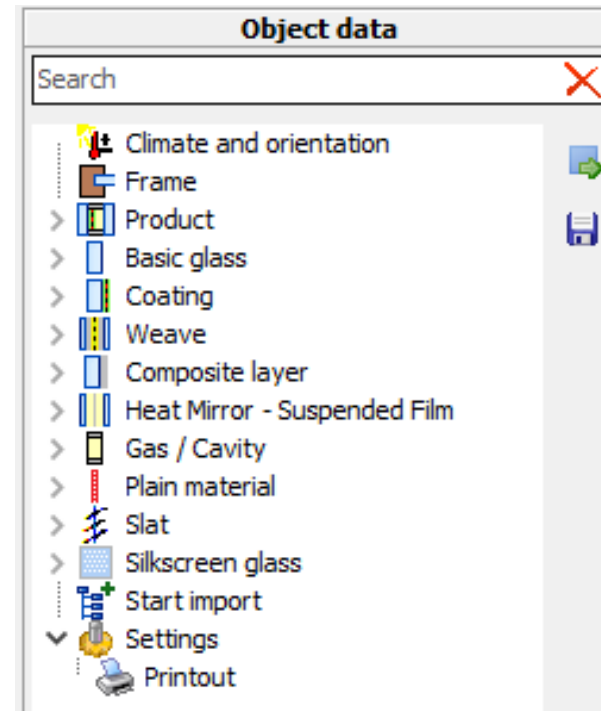 Object data
Search
Climate and orientation
Frame
Product
Basic glass
Coating
Weave
Composite layer
Heat Mirror - Suspended Film
Gas / Cavity
Plain material
Slat
Silkscreen glass
Start import
Settings
Printout